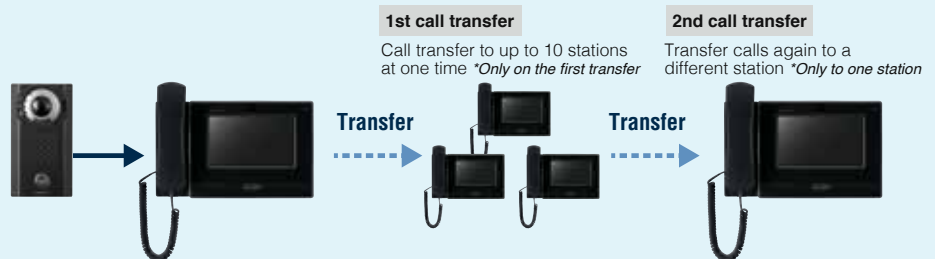 1st call transfer
Call transfer to up to 10 stations
at one time *Only on the first transfer
2nd call transfer
Transfer calls again to a
different station *Only to one station
Transfer
Transfer